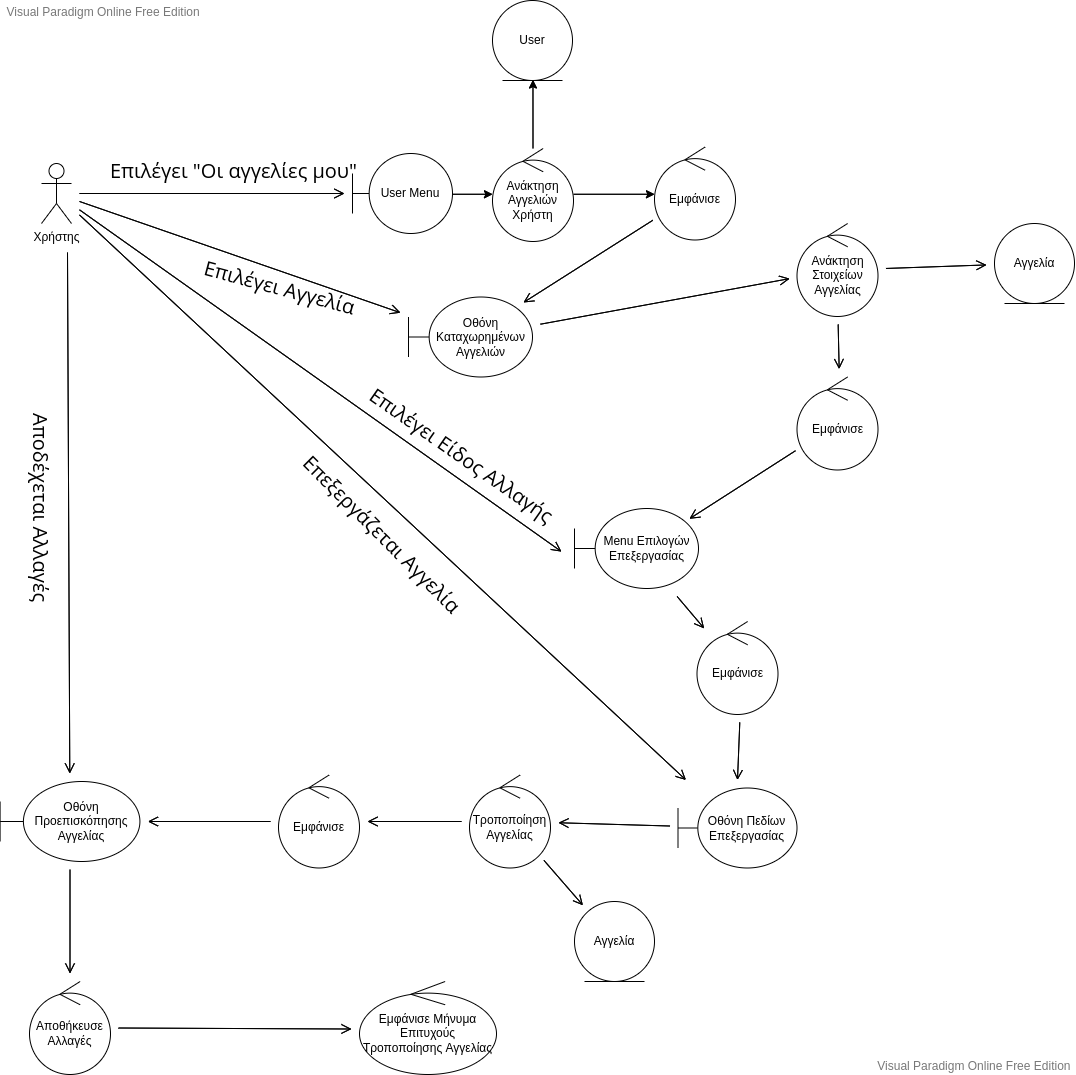 Visual Paradigm Online Free Edition
User
Επιλέγει "Οι αγγελίες μου"
User Menu
Ανάκτηση
Αγγελιών
Χρήστη
Εμφάνισε
Χρήστης
Επιλέγει Αγγελία
Ανάκτηση
Στοιχείων
Αγγελίας
Αγγελία
Οθόνη
Καταχωρημένων
Αγγελιών
Εμφάνισε
Επιλέγει Είδος Αλλαγής
Επεξεργάζεται Αγγελία
Αποδέχεται Αλλαγές
Menu Επιλογών
Επεξεργασίας
Εμφάνισε
Οθόνη
Προεπισκόπησης
Αγγελίας
Εμφάνισε
Τροποποίηση
Αγγελίας
Οθόνη Πεδίων
Επεξεργασίας
Αγγελία
Αποθήκευσε
Αλλαγές
Εμφάνισε Μήνυμα
Επιτυχούς
Τροποποίησης Αγγελίας
Visual Paradigm Online Free Edition